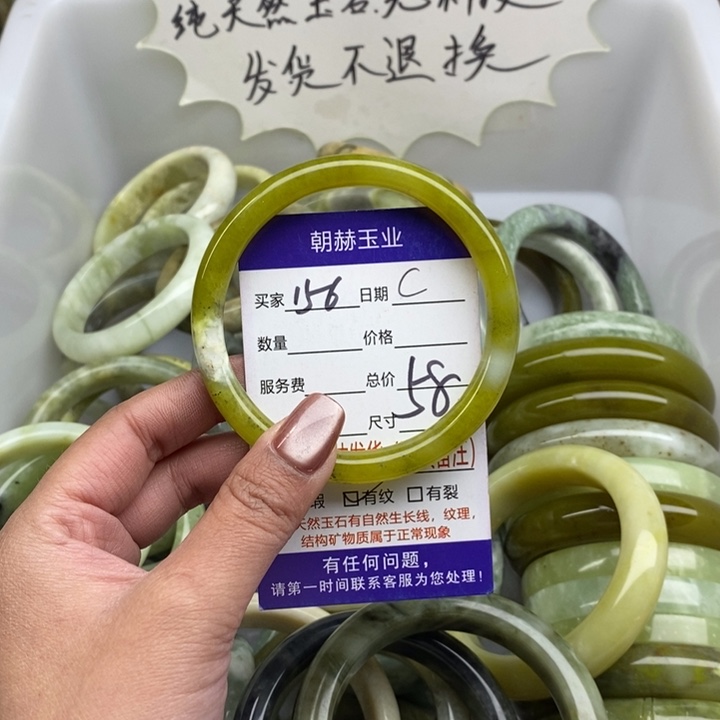 纯天然玉石
发货不退换
朝赫玉业
买家 156 日期 C
数量 价格
服务费 总价 58
尺寸
有纹 有裂
天然玉石有自然生长线,纹理,
结构矿物质属于正常现象
有任何问题,
请第一时间联系客服为您处理!